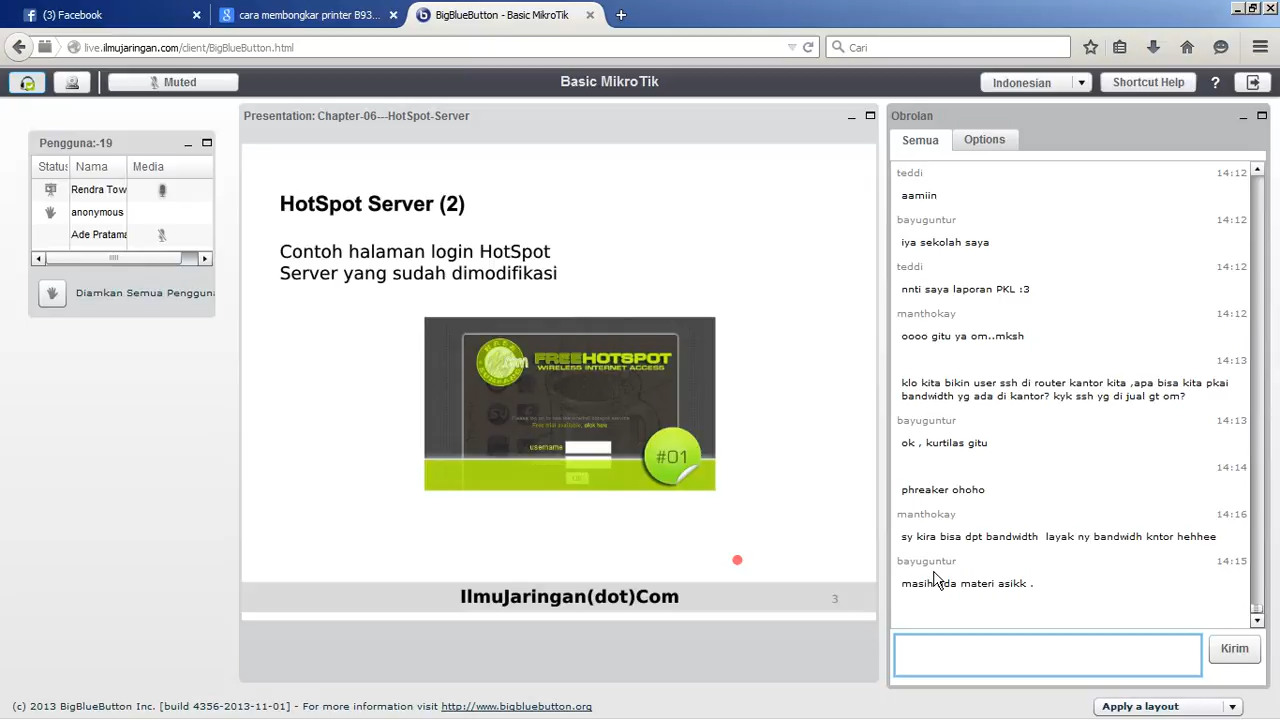 (3) Facebook
cara membongkar printer B93...
BigBlueButton - Basic MikroTik
live.ilmujaringan.com/client/BigBlueButton.html
Cari
Muted
Basic MikroTik
Indonesian
Shortcut Help
?
Pengguna:-19
Status Nama Media
Rendra Tow
anonymous
Ade Pratama
Diamkan Semua Pengguna
Presentation: Chapter-06---HotSpot-Server
HotSpot Server (2)
Contoh halaman login HotSpot
Server yang sudah dimodifikasi
FREEHOTSPOT
WIRELESS INTERNET ACCESS
Free trial available, click here
username
#01
OK
IlmuJaringan(dot)Com
3
Obrolan
Semua
Options
teddi 14:12
aamiin
bayuguntur 14:12
iya sekolah saya
teddi 14:12
nnti saya laporan PKL :3
manthokay 14:12
oooo gitu ya om..mksh
14:13
klo kita bikin user ssh di router kantor kita ,apa bisa kita pkai
bandwidth yg ada di kantor? kyk ssh yg di jual gt om?
bayuguntur 14:13
ok , kurtilas gitu
14:14
phreaker ohoho
manthokay 14:16
sy kira bisa dpt bandwidth layak ny bandwidh kntor hehhee
bayuguntur 14:15
masih ada materi asikk .
Kirim
(c) 2013 BigBlueButton Inc. [build 4356-2013-11-01] - For more information visit http://www.bigbluebutton.org
Apply a layout